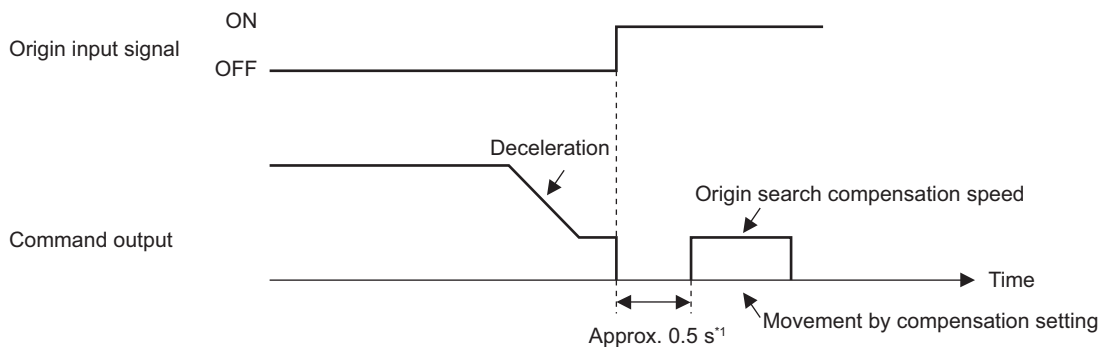 ON
Origin input signal
OFF
Deceleration
Origin search compensation speed
Command output
Time
Approx. 0.5 s*1
Movement by compensation setting